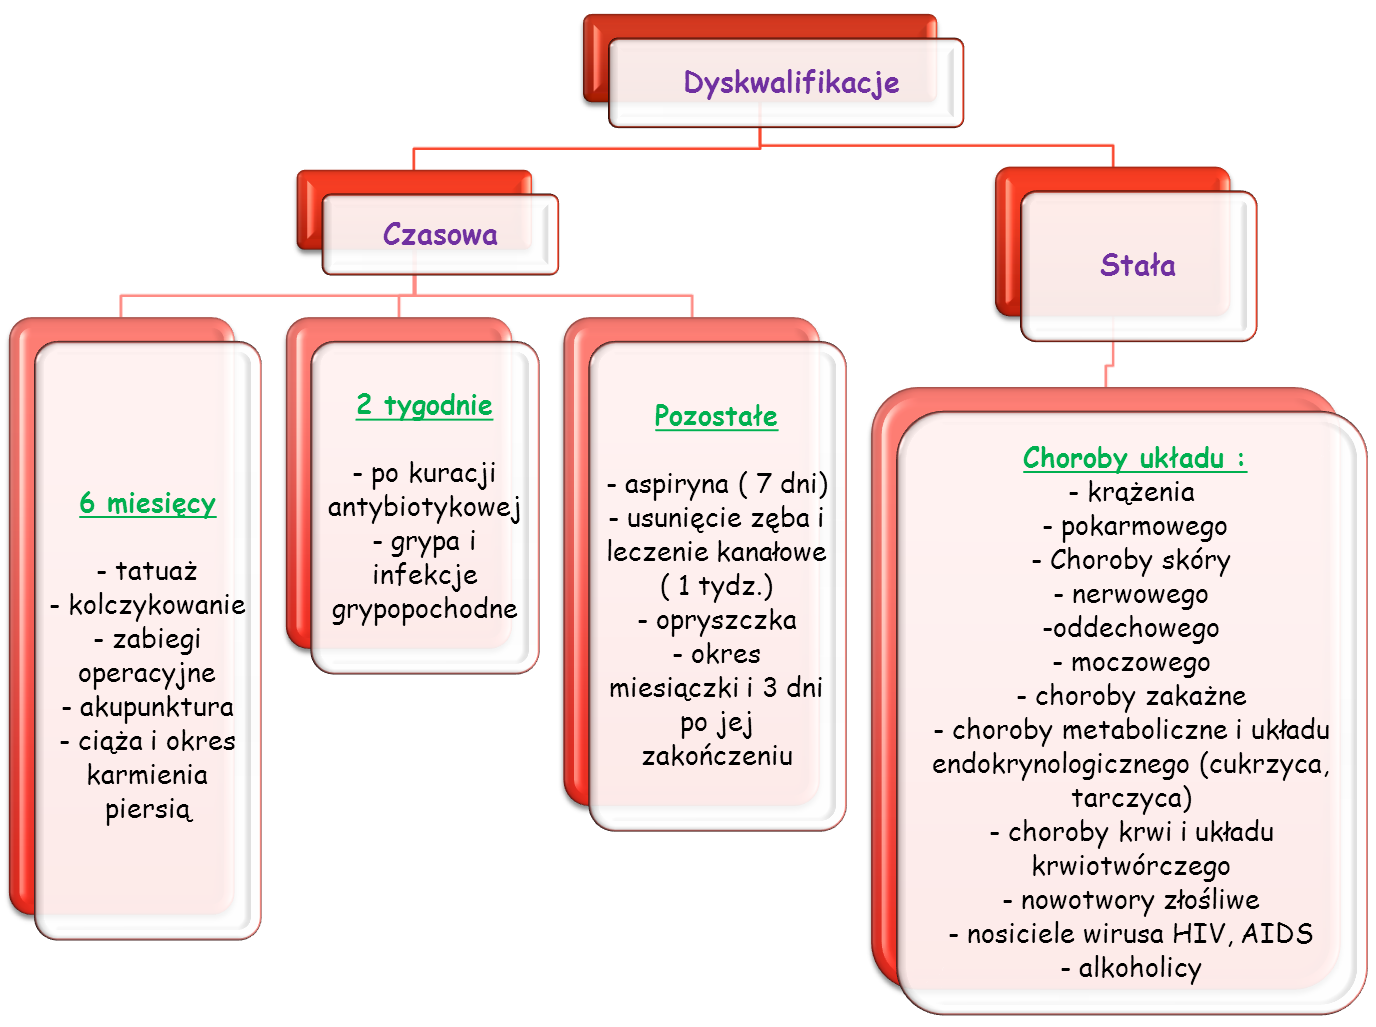 Dyskwalifikacje
Czasowa
Stała
6 miesięcy
- tatuaż
- kolczykowanie
- zabiegi
operacyjne
- akupunktura
- ciąża i okres
karmienia
piersią
2 tygodnie
- po kuracji
antybiotykowej
- grypa i
infekcje
grypopochodne
Pozostałe
- aspiryna ( 7 dni)
- usunięcie zęba i
leczenie kanałowe
( 1 tydz.)
- opryszczka
- okres
miesiączki i 3 dni
po jej
zakończeniu
Choroby układu :
- krążenia
- pokarmowego
- Choroby skóry
- nerwowego
-oddechowego
- moczowego
- choroby zakażne
- choroby metaboliczne i układu
endokrynologicznego (cukrzyca,
tarczyca)
- choroby krwi i układu
krwiotwórczego
- nowotwory złośliwe
- nosiciele wirusa HIV, AIDS
- alkoholicy